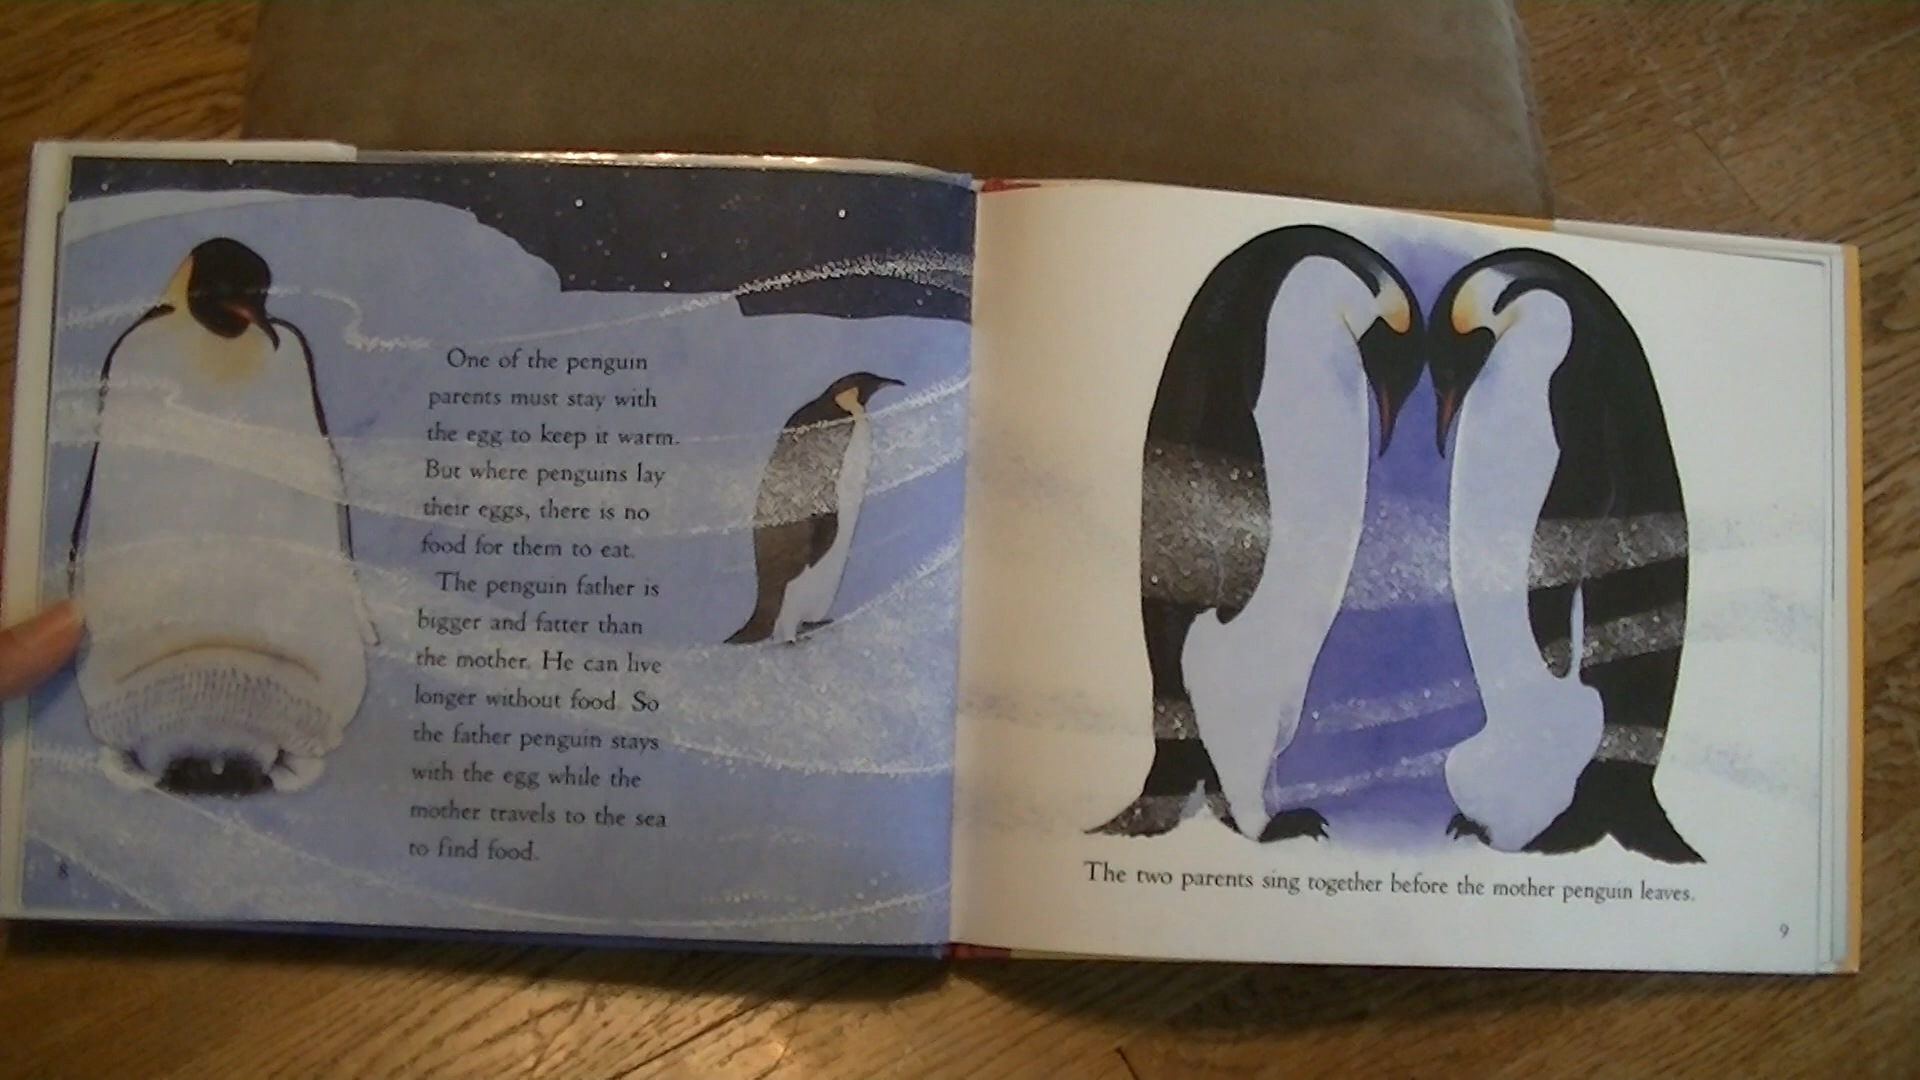 One of the penguin
parents must stay with
the egg to keep it warm.
But where penguins lay
their eggs, there is no
food for them to eat.
The penguin father is
bigger and fatter than
the mother. He can live
longer without food. So
the father penguin stays
with the egg while the
mother travels to the sea
to find food.
8
The two parents sing together before the mother penguin leaves.
9